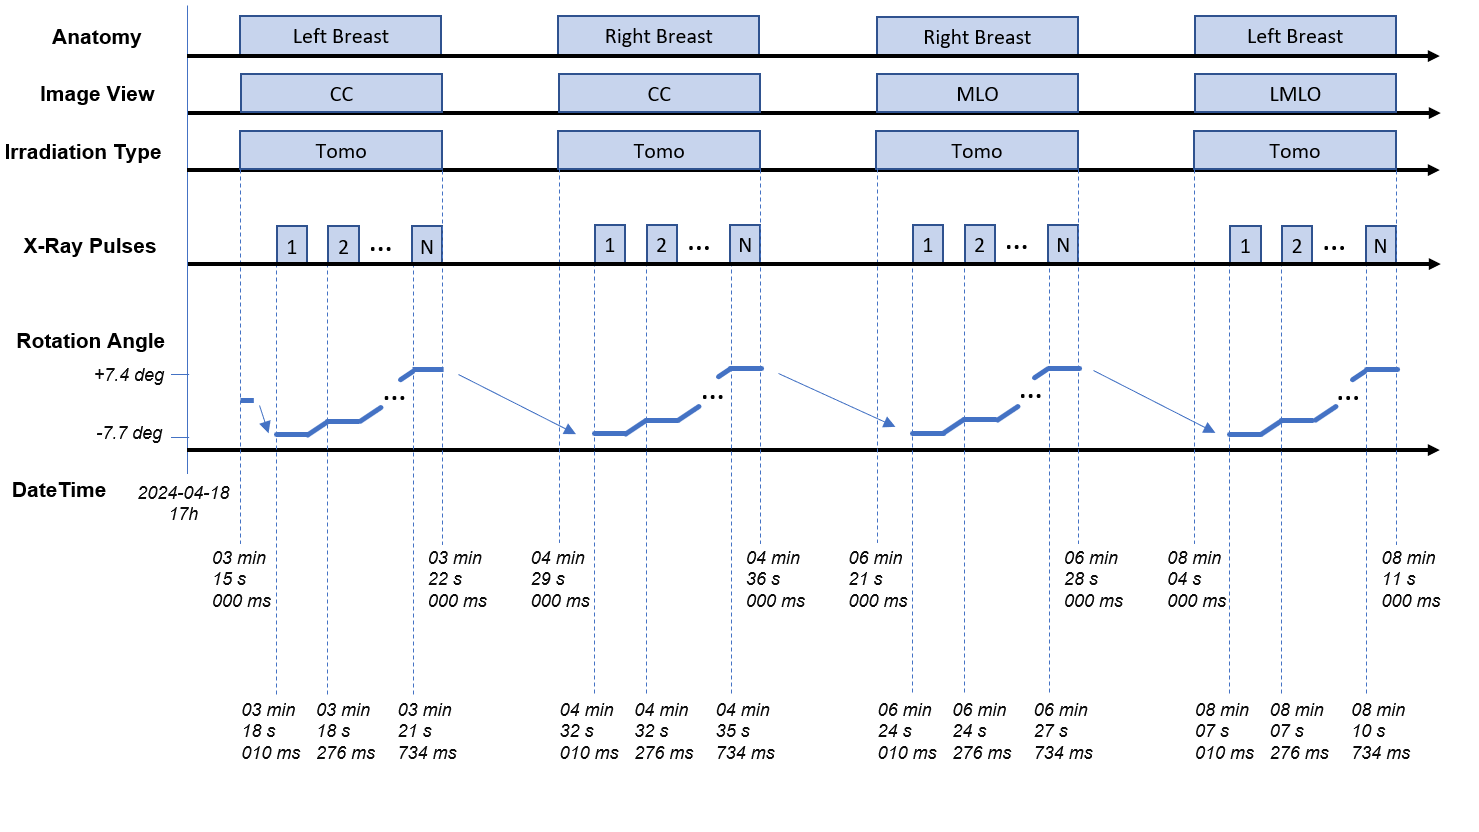 Anatomy
Left Breast
Right Breast
Right Breast
Left Breast
Image View
CC
CC
MLO
LMLO
Irradiation Type
Tomo
Tomo
Tomo
Tomo
X-Ray Pulses
1 2 ... N
1 2 ... N
1 2 ... N
1 2 ... N
Rotation Angle
+7.4 deg
-7.7 deg
... ... ... ...
DateTime
2024-04-18
17h
03 min
15 s
000 ms
03 min
22 s
000 ms
04 min
29 s
000 ms
04 min
36 s
000 ms
06 min
21 s
000 ms
06 min
28 s
000 ms
08 min
04 s
000 ms
08 min
11 s
000 ms
03 min
18 s
010 ms
03 min
18 s
276 ms
03 min
21 s
734 ms
04 min
32 s
010 ms
04 min
32 s
276 ms
04 min
35 s
734 ms
06 min
24 s
010 ms
06 min
24 s
276 ms
06 min
27 s
734 ms
08 min
07 s
010 ms
08 min
07 s
276 ms
08 min
10 s
734 ms